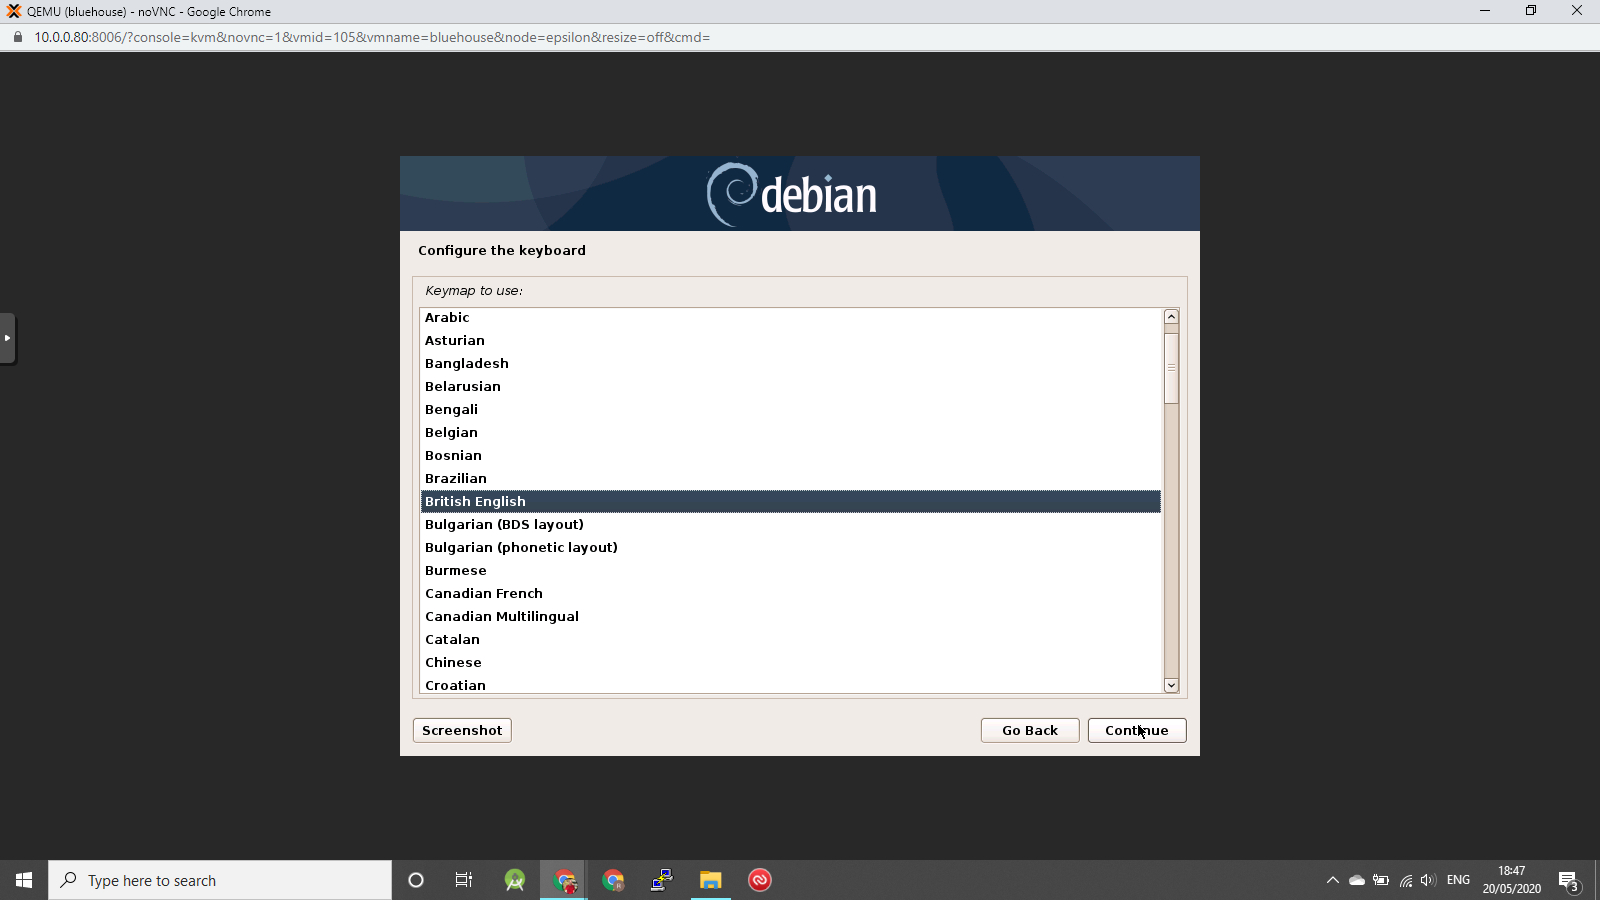 QEMU (bluehouse) - noVNC - Google Chrome
10.0.0.80:8006/?console=kvm&novnc=1&vmid=105&vmname=bluehouse&node=epsilon&resize=off&cmd=
debian
Configure the keyboard
Keymap to use:
Arabic
Asturian
Bangladesh
Belarusian
Bengali
Belgian
Bosnian
Brazilian
British English
Bulgarian (BDS layout)
Bulgarian (phonetic layout)
Burmese
Canadian French
Canadian Multilingual
Catalan
Chinese
Croatian
Screenshot
Go Back
Continue
Type here to search
ENG
18:47
20/05/2020
3